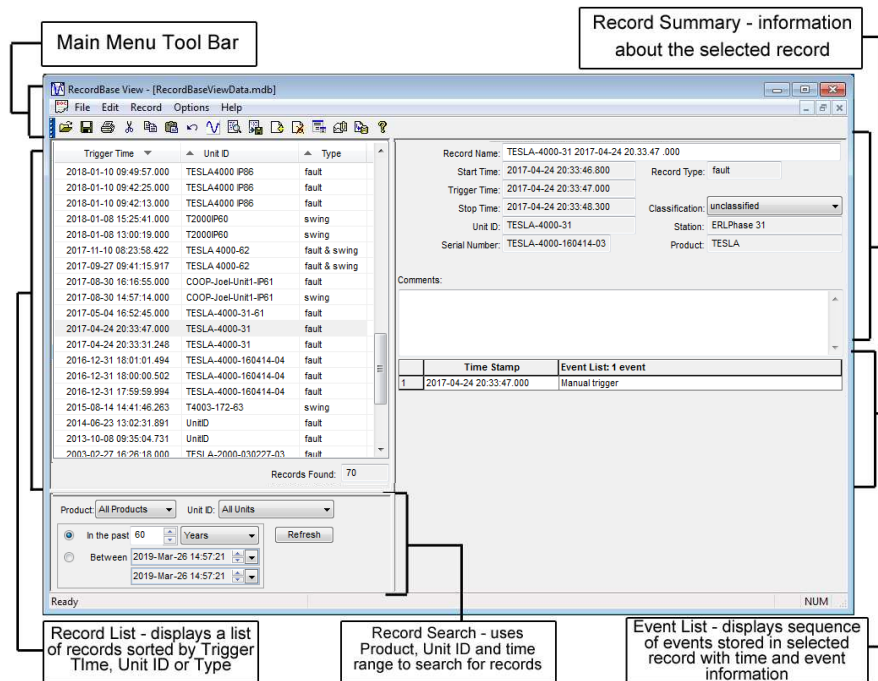 Main Menu Tool Bar
Record Summary - information
about the selected record
RecordBase View - [RecordBaseViewData.mdb]
File Edit Record Options Help
Trigger Time Unit ID Type
2018-01-10 09:49:57.000 TESLA4000 IP86 fault
2018-01-10 09:42:25.000 TESLA4000 IP86 fault
2018-01-10 09:42:13.000 TESLA4000 IP86 fault
2018-01-08 15:25:41.000 T2000IP60 swing
2018-01-08 13:00:19.000 T2000IP60 swing
2017-11-10 08:23:58.422 TESLA 4000-62 fault & swing
2017-09-27 09:41:15.917 TESLA 4000-62 fault & swing
2017-08-30 16:16:55.000 COOP-Joel-Unit1-IP61 fault
2017-08-30 14:57:14.000 COOP-Joel-Unit1-IP61 swing
2017-05-04 16:52:45.000 TESLA-4000-31-61 fault
2017-04-24 20:33:47.000 TESLA-4000-31 fault
2017-04-24 20:33:31.248 TESLA-4000-31 fault
2016-12-31 18:01:01.494 TESLA-4000-160414-04 fault
2016-12-31 18:00:00.502 TESLA-4000-160414-04 fault
2016-12-31 17:59:59.994 TESLA-4000-160414-04 fault
2015-08-14 14:41:46.263 T4003-172-63 swing
2014-06-23 13:02:31.891 UnitID fault
2013-10-08 09:35:04.731 UnitID fault
2003-02-27 16:26:18.000 TESLA-2000-030227-03 fault
Records Found: 70
Product: All Products Unit ID: All Units
In the past 60 Years Refresh
Between 2019-Mar-26 14:57:21
2019-Mar-26 14:57:21
Record Name: TESLA-4000-31 2017-04-24 20.33.47 .000
Start Time: 2017-04-24 20:33:46.800 Record Type: fault
Trigger Time: 2017-04-24 20:33:47.000
Stop Time: 2017-04-24 20:33:48.300 Classification: unclassified
Unit ID: TESLA-4000-31 Station: ERLPhase 31
Serial Number: TESLA-4000-160414-03 Product: TESLA
Comments:
Time Stamp Event List: 1 event
1 2017-04-24 20:33:47.000 Manual trigger
Ready NUM
Record List - displays a list
of records sorted by Trigger
TIme, Unit ID or Type
Record Search - uses
Product, Unit ID and time
range to search for records
Event List - displays sequence
of events stored in selected
record with time and event
information